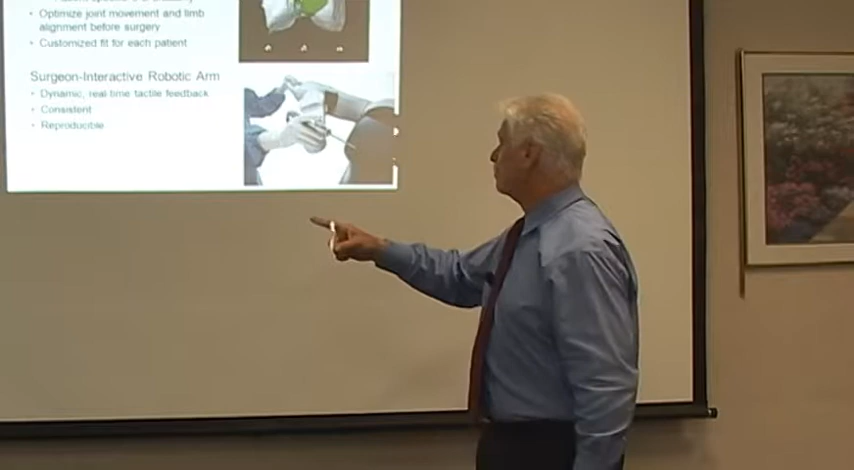 • Optimize joint movement and limb
alignment before surgery
• Customized fit for each patient
Surgeon-Interactive Robotic Arm
• Dynamic, real time tactile feedback
• Consistent
• Reproducible